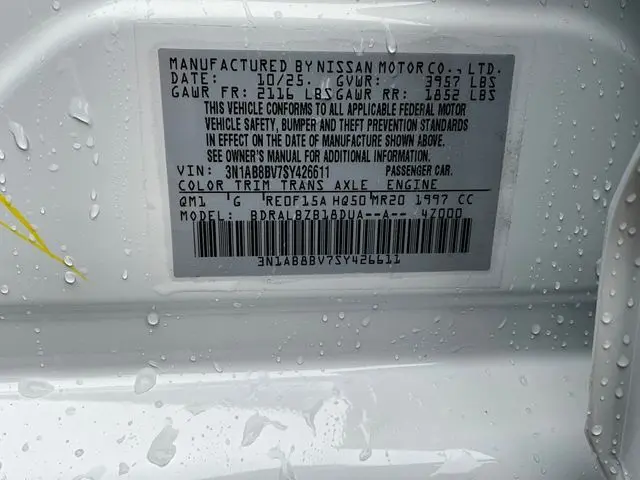 MANUFACTURED BY NISSAN MOTOR CO., LTD.
DATE: 10/25. GVWR: 3957 LBS
GAWR FR: 2116 LBS GAWR RR: 1852 LBS
THIS VEHICLE CONFORMS TO ALL APPLICABLE FEDERAL MOTOR
VEHICLE SAFETY, BUMPER AND THEFT PREVENTION STANDARDS
IN EFFECT ON THE DATE OF MANUFACTURE SHOWN ABOVE.
SEE OWNER'S MANUAL FOR ADDITIONAL INFORMATION.
VIN: 3N1AB8BV7SY426611 PASSENGER CAR.
COLOR TRIM TRANS AXLE ENGINE
QM1 G RE0F15A HQ50 MR20 1997 CC
MODEL: BDRALBZB18DUA--A-- 47000
3N1AB8BV7SY426611